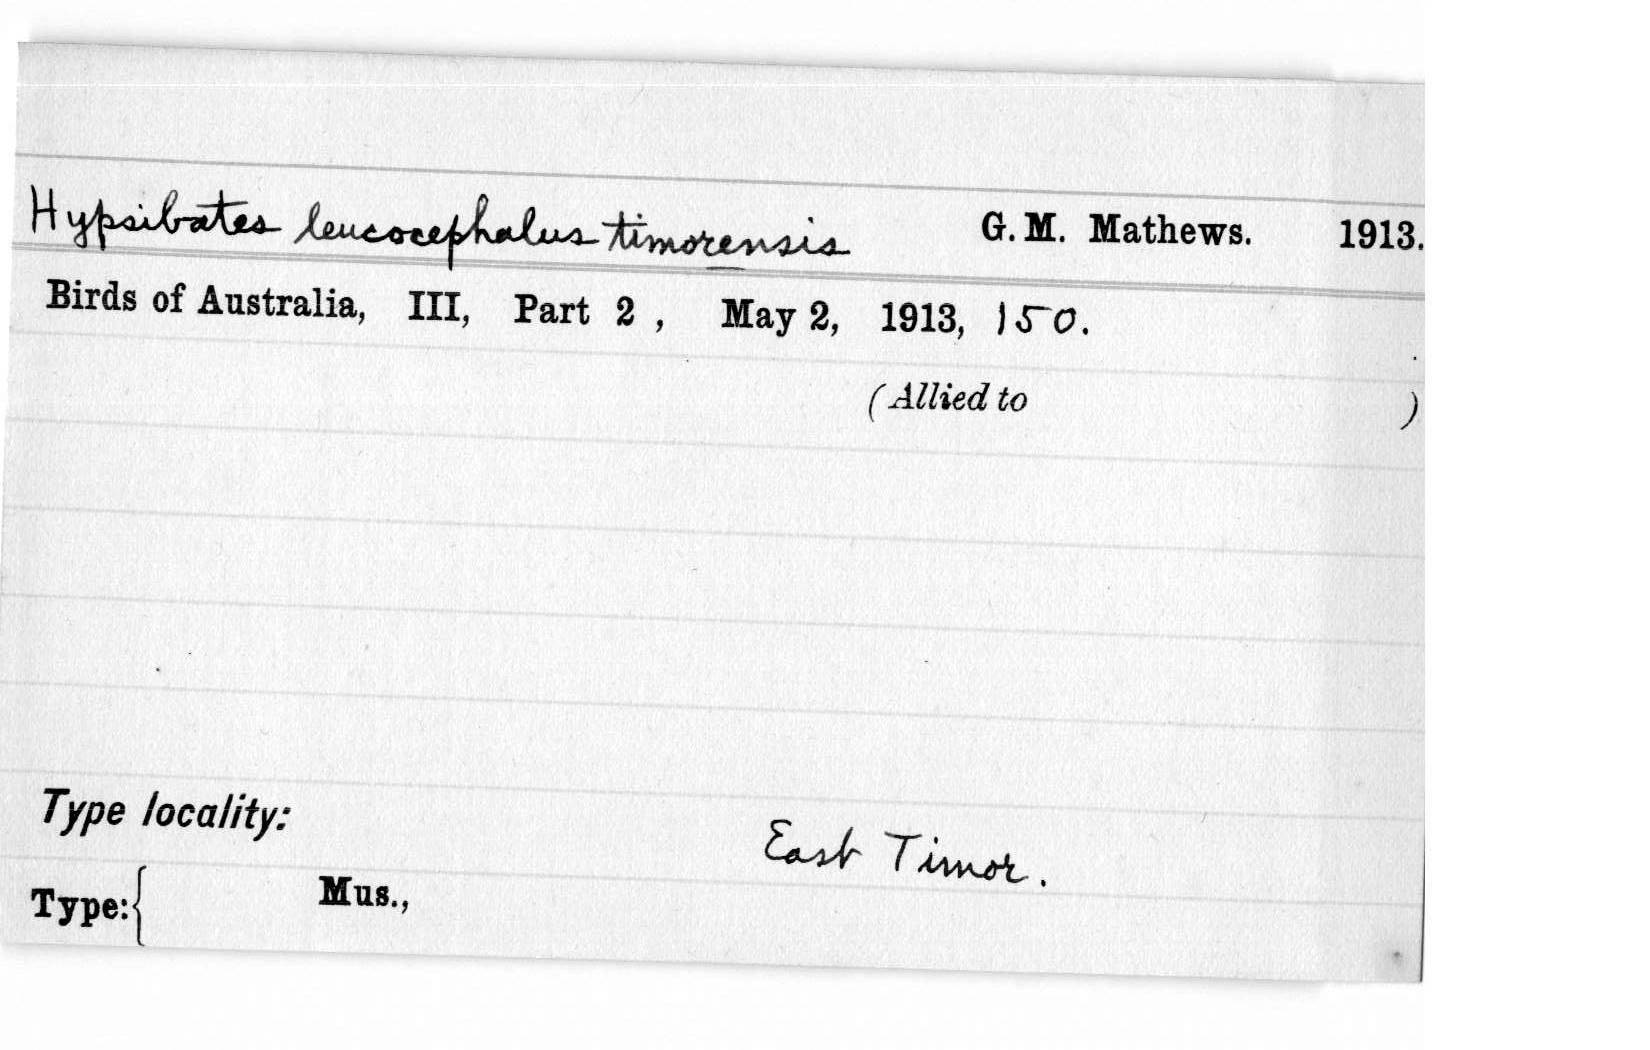 Hypsibates leucocephalus timorensis G. M. Mathews. 1913.
Birds of Australia, III, Part 2, May 2, 1913, 150.
(Allied to )
Type locality:
East Timor.
Type:{ Mus.,